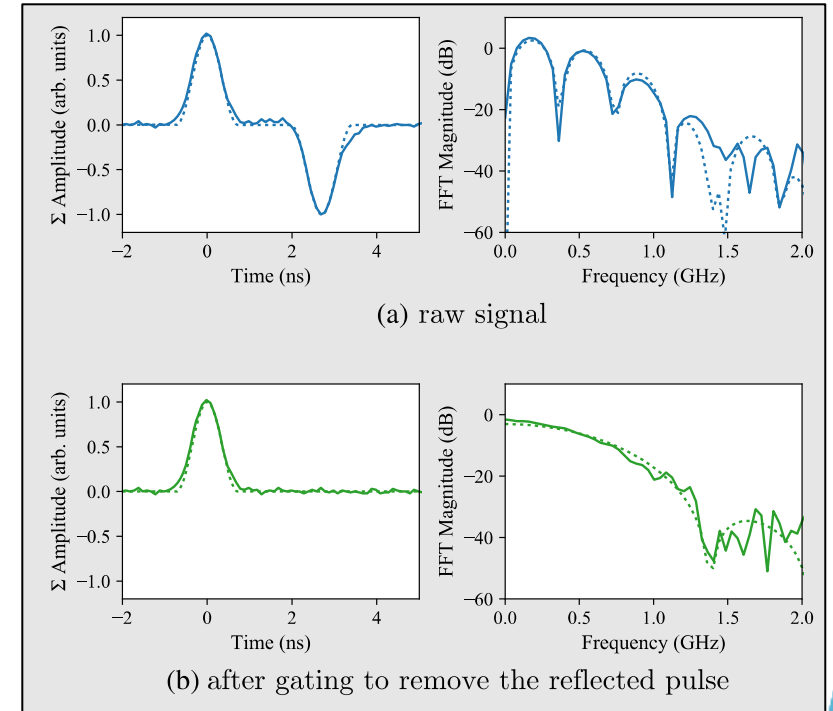 1.0
0.5
0.0
−0.5
−1.0
Σ Amplitude (arb. units)
−2 0 2 4
Time (ns)
0
−20
−40
−60
FFT Magnitude (dB)
0.0 0.5 1.0 1.5 2.0
Frequency (GHz)
(a) raw signal
1.0
0.5
0.0
−0.5
−1.0
Σ Amplitude (arb. units)
−2 0 2 4
Time (ns)
0
−20
−40
−60
FFT Magnitude (dB)
0.0 0.5 1.0 1.5 2.0
Frequency (GHz)
(b) after gating to remove the reflected pulse